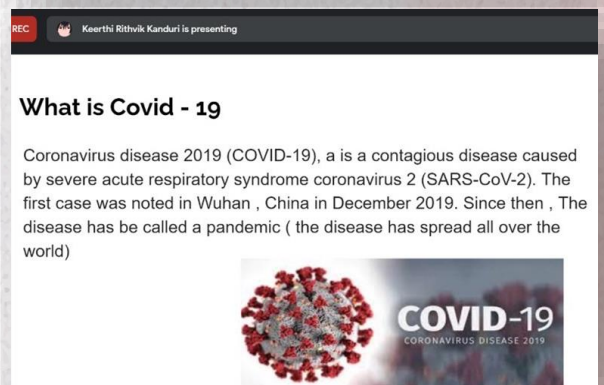 REC
Keerthi Rithvik Kanduri is presenting
What is Covid - 19
Coronavirus disease 2019 (COVID-19), a is a contagious disease caused
by severe acute respiratory syndrome coronavirus 2 (SARS-CoV-2). The
first case was noted in Wuhan , China in December 2019. Since then , The
disease has be called a pandemic ( the disease has spread all over the
world)
COVID-19
CORONAVIRUS DISEASE 2019